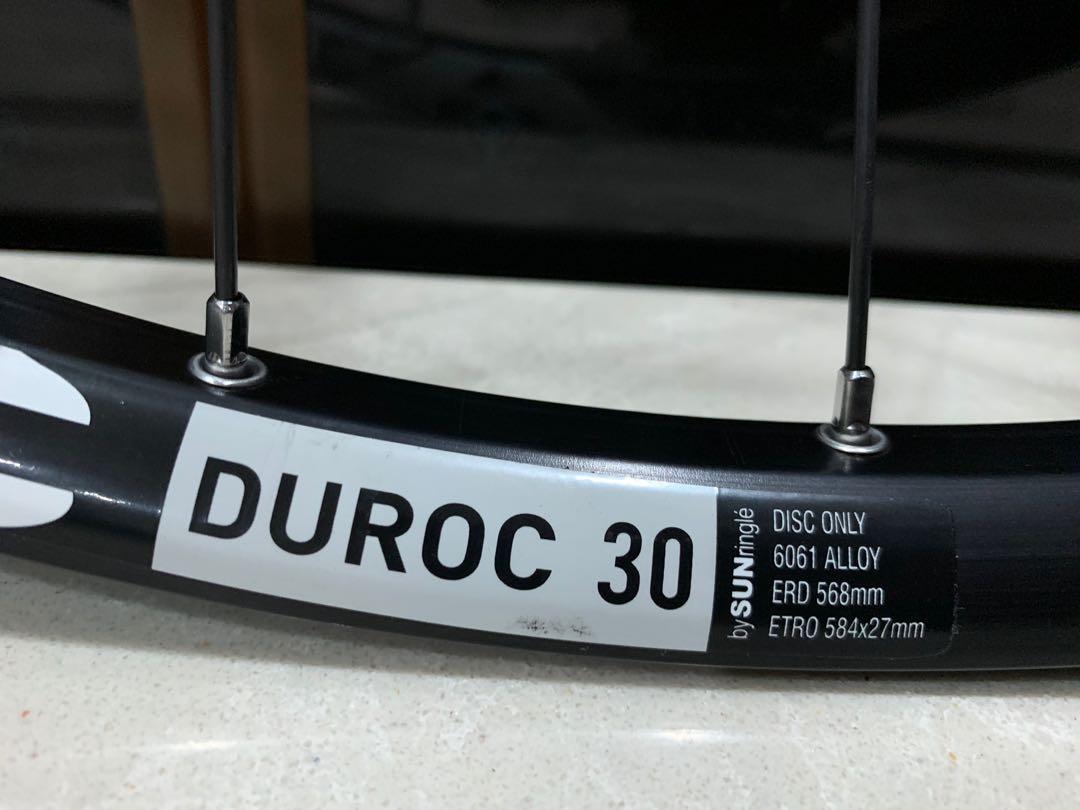 DUROC 30
by SUNringlé
DISC ONLY
6061 ALLOY
ERD 568mm
ETRO 584x27mm